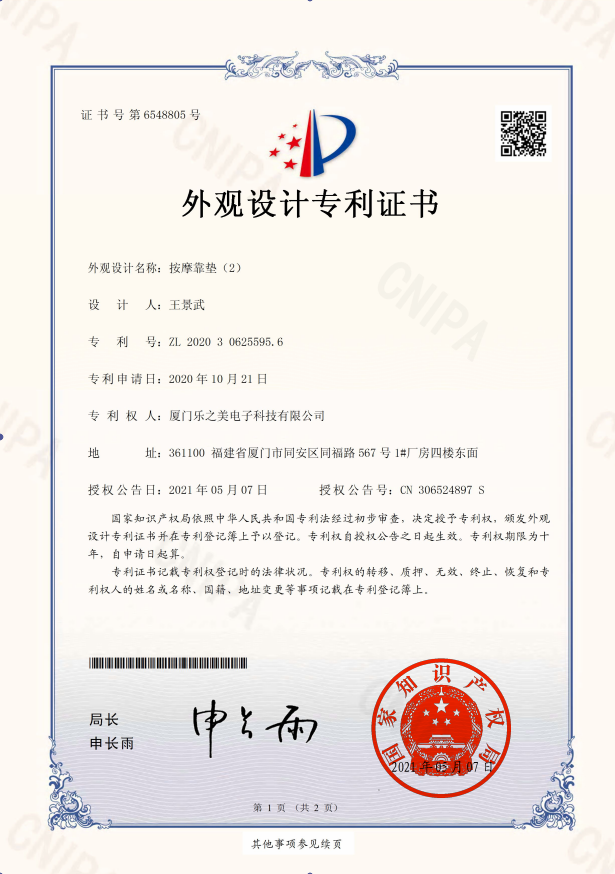 证书号第6548805号
外观设计专利证书
外观设计名称：按摩靠垫（2）
设计人：王景武
专利号：ZL 2020 3 0625595.6
专利申请日：2020年10月21日
专利权人：厦门乐之美电子科技有限公司
地址：361100 福建省厦门市同安区同福路567号1#厂房四楼东面
授权公告日：2021年05月07日 授权公告号：CN 306524897 S
国家知识产权局依照中华人民共和国专利法经过初步审查，决定授予专利权，颁发外观
设计专利证书并在专利登记簿上予以登记。专利权自授权公告之日起生效。专利权期限为十
年，自申请日起算。
专利证书记载专利权登记时的法律状况。专利权的转移、质押、无效、终止、恢复和专
利权人的姓名或名称、国籍、地址变更等事项记载在专利登记簿上。
局长
申长雨
申长雨
国家知识产权局
2021年05月07日
第 1 页 （共 2 页）
其他事项参见续页
CNIPA
CNIPA
CNIPA
CNIPA
CNIPA